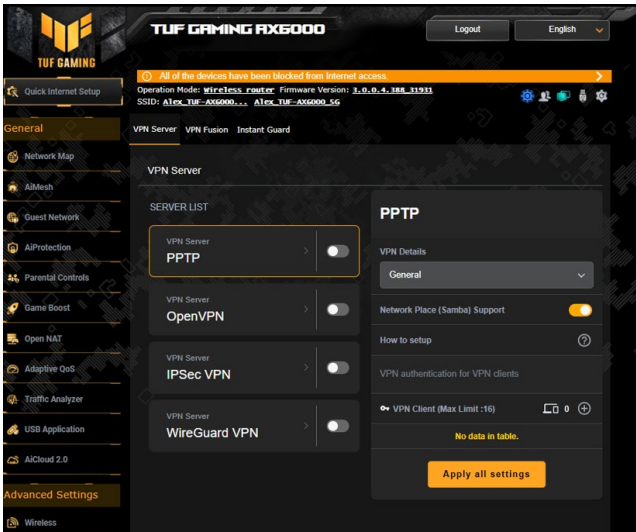 TUF GAMING AX6000
Logout
English
TUF GAMING
All of the devices have been blocked from Internet access.
Quick Internet Setup
Operation Mode: Wireless router Firmware Version: 3.0.0.4.388_31931
SSID: Alex_TUF-AX6000... Alex_TUF-AX6000_5G
General
VPN Server VPN Fusion Instant Guard
Network Map
AiMesh
Guest Network
AiProtection
Parental Controls
Game Boost
Open NAT
Adaptive QoS
Traffic Analyzer
USB Application
AiCloud 2.0
Advanced Settings
Wireless
VPN Server
SERVER LIST
VPN Server
PPTP
VPN Server
OpenVPN
VPN Server
IPSec VPN
VPN Server
WireGuard VPN
PPTP
VPN Details
General
Network Place (Samba) Support
How to setup
VPN authentication for VPN clients
VPN Client (Max Limit :16) 0
No data in table.
Apply all settings